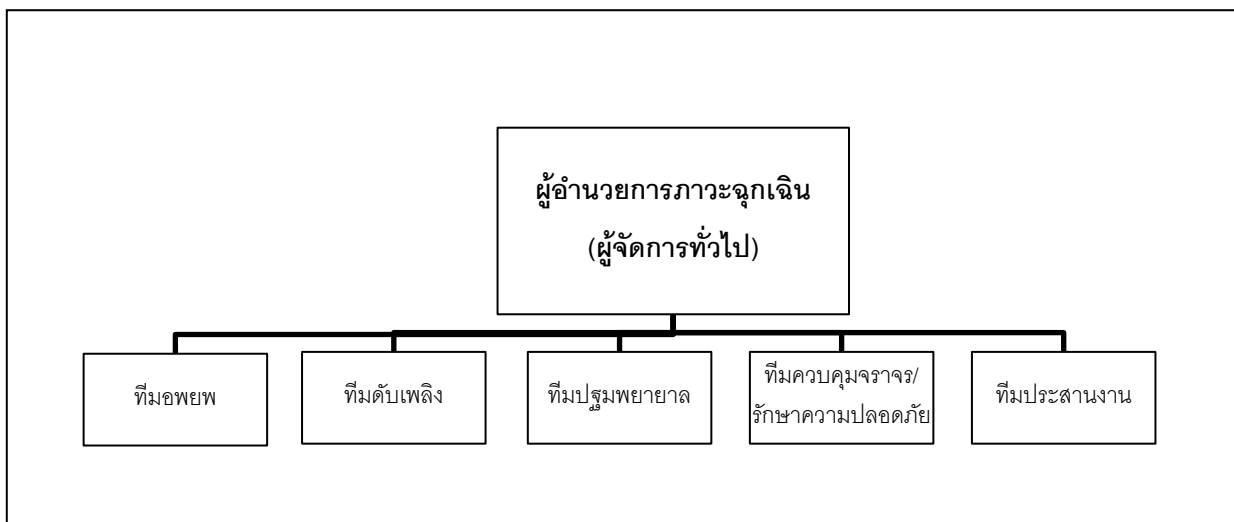 ผู้อำนวยการภาวะฉุกเฉิน
(ผู้จัดการทั่วไป)
ทีมอพยพ
ทีมดับเพลิง
ทีมปฐมพยายาล
ทีมควบคุมจราจร/
รักษาความปลอดภัย
ทีมประสานงาน